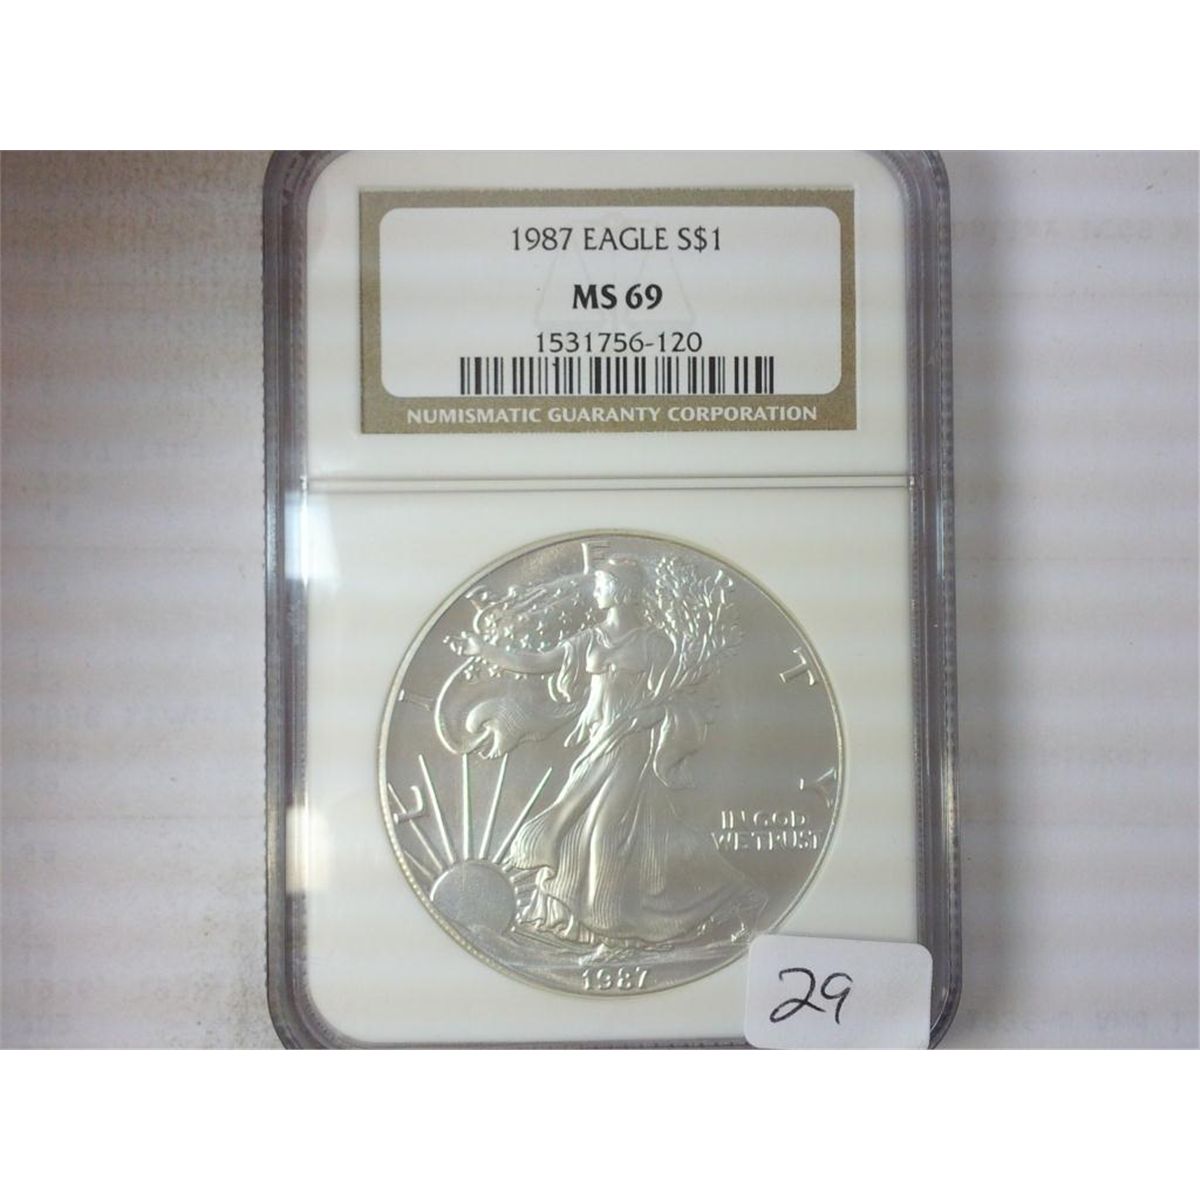 1987 EAGLE S$1
MS 69
1531756-120
NUMISMATIC GUARANTY CORPORATION
LIBERTY
IN GOD
WE TRUST
1987
29